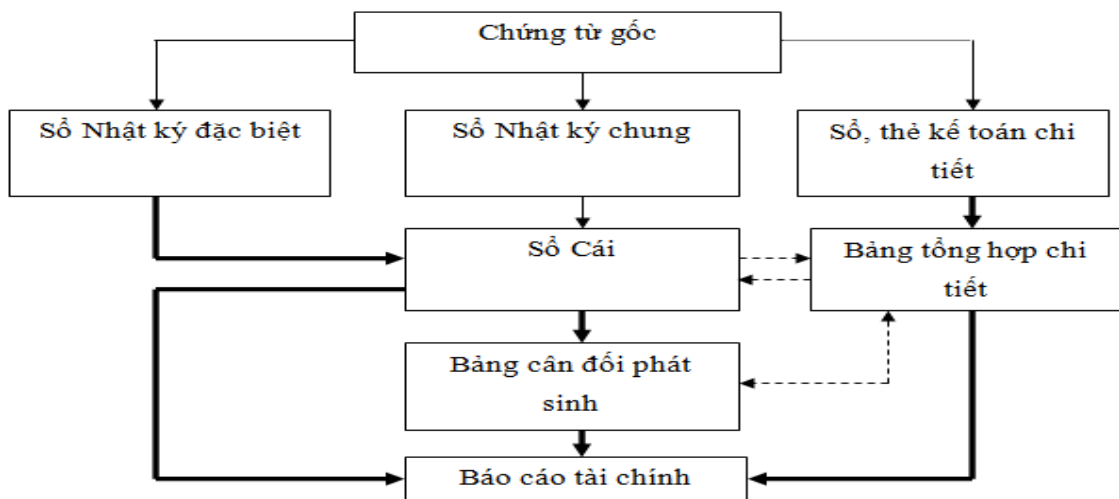 Chứng từ gốc
Sổ Nhật ký đặc biệt
Sổ Nhật ký chung
Sổ, thẻ kế toán chi
tiết
Sổ Cái
Bảng tổng hợp chi
tiết
Bảng cân đối phát
sinh
Báo cáo tài chính